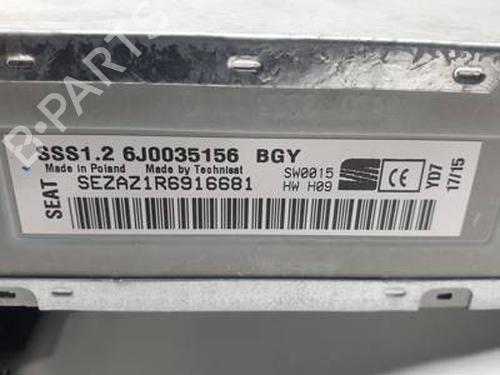 B-PARTS
SSS1.2 6J0035156 BGY
Made in Poland Made by Technisat
SEAT
SEZAZ1R6916681
SW0015
HW H09
CE
YD7
17/15